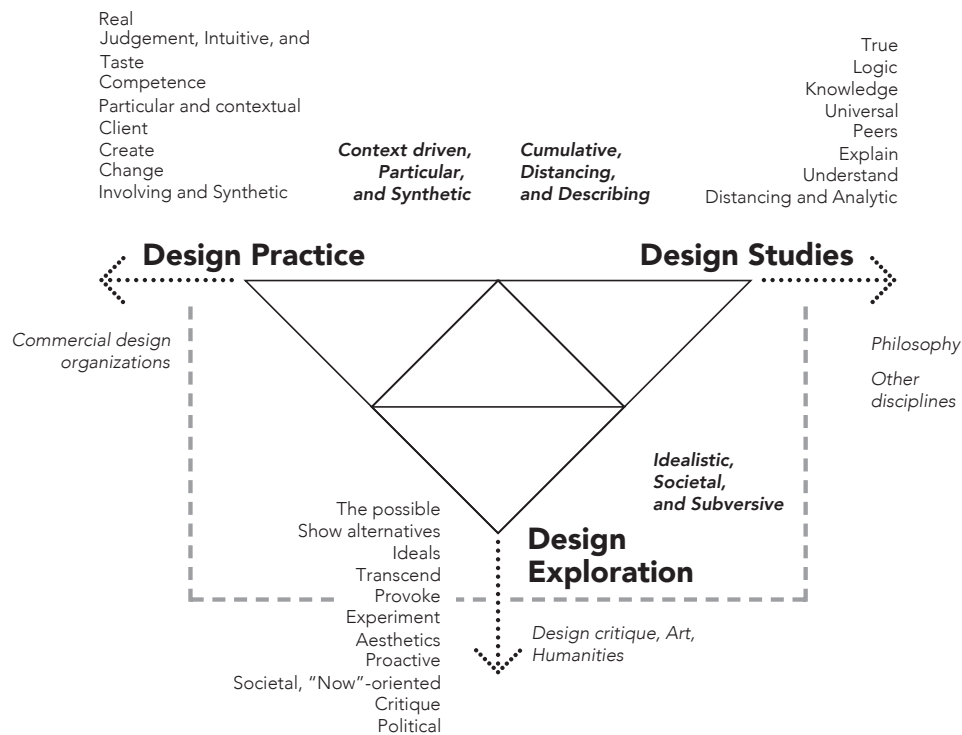 Real
Judgement, Intuitive, and
Taste
Competence
Particular and contextual
Client
Create
Change
Involving and Synthetic
True
Logic
Knowledge
Universal
Peers
Explain
Understand
Distancing and Analytic
Context driven,
Particular,
and Synthetic
Cumulative,
Distancing,
and Describing
Design Practice
Design Studies
Commercial design
organizations
Philosophy
Other
disciplines
Idealistic,
Societal,
and Subversive
The possible
Show alternatives
Ideals
Transcend
Provoke
Experiment
Aesthetics
Proactive
Societal, “Now”-oriented
Critique
Political
Design
Exploration
Design critique, Art,
Humanities